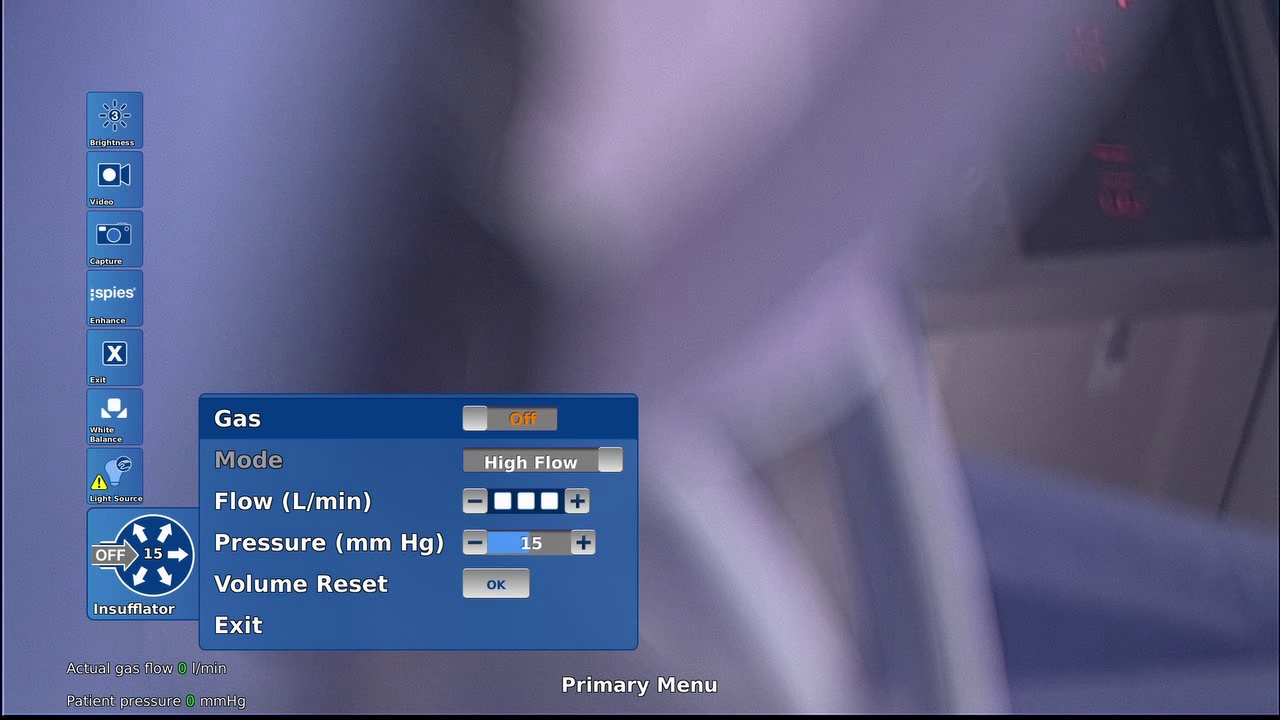 3
Brightness
Video
Capture
:spies®
Enhance
X
Exit
White
Balance
Light Source
OFF 15
Insufflator
Gas Off
Mode High Flow
Flow (L/min) − +
Pressure (mm Hg) − 15 +
Volume Reset OK
Exit
Actual gas flow 0 l/min
Patient pressure 0 mmHg
Primary Menu